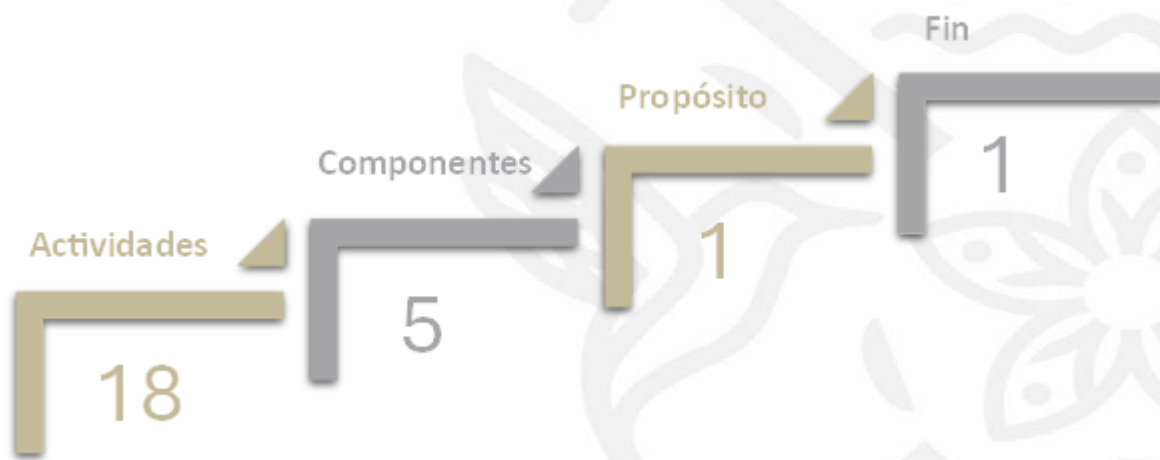 Fin
1
Propósito
1
Componentes
5
Actividades
18